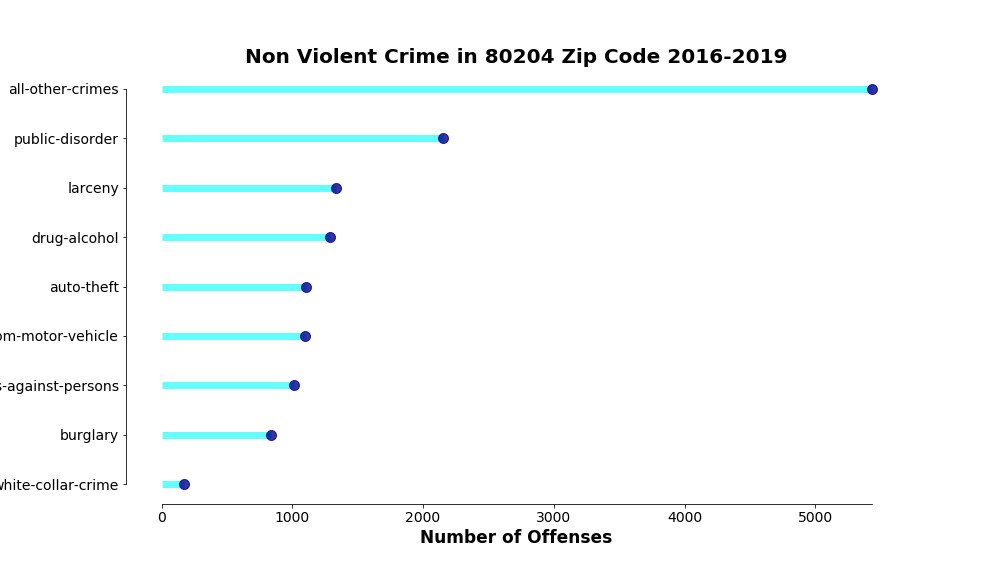 Non Violent Crime in 80204 Zip Code 2016-2019
all-other-crimes
public-disorder
larceny
drug-alcohol
auto-theft
om-motor-vehicle
s-against-persons
burglary
white-collar-crime
0 1000 2000 3000 4000 5000
Number of Offenses